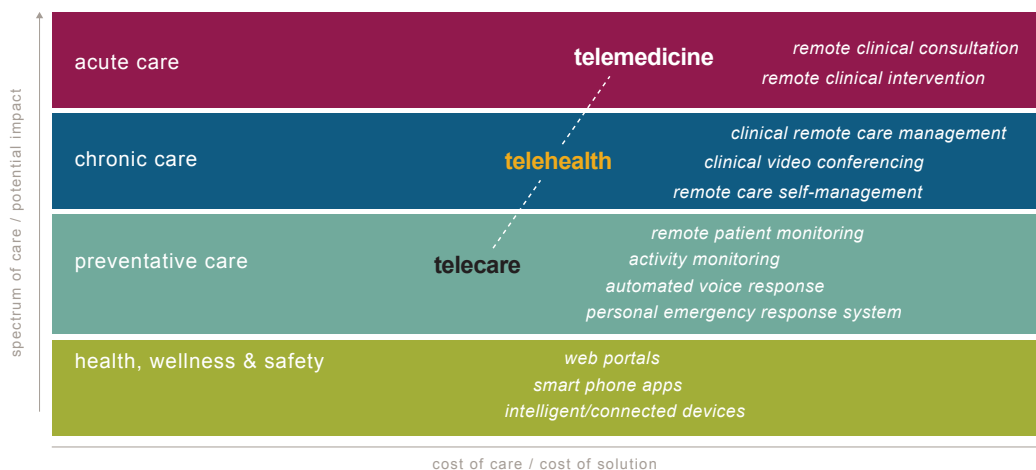 acute care
telemedicine
remote clinical consultation
remote clinical intervention
chronic care
telehealth
clinical remote care management
clinical video conferencing
remote care self-management
preventative care
telecare
remote patient monitoring
activity monitoring
automated voice response
personal emergency response system
health, wellness & safety
web portals
smart phone apps
intelligent/connected devices
spectrum of care / potential impact
cost of care / cost of solution